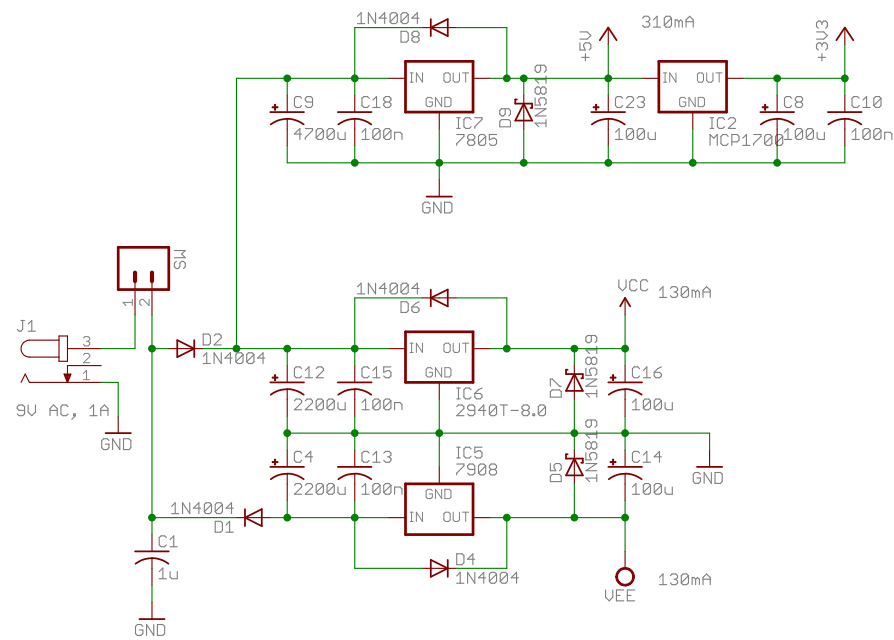 1N4004
D8
+5V
310mA
+3V3
IN OUT
GND
IC7
7805
C9
4700u
C18
100n
D9
1N5819
C23
100u
IN OUT
GND
IC2
MCP1700
C8
100u
C10
100n
GND
MS
1
2
J1
3
2
1
9V AC, 1A
GND
D2
1N4004
1N4004
D6
VCC 130mA
IN OUT
GND
IC6
2940T-8.0
C12
2200u
C15
100n
D7
1N5819
C16
100u
C4
2200u
C13
100n
IC5
7908
GND
IN OUT
D5
1N5819
C14
100u
GND
1N4004
D1
C1
1u
GND
D4
1N4004
VEE
130mA